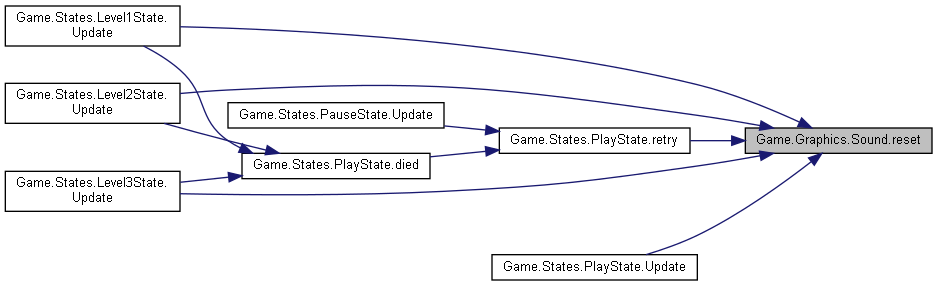 Game.States.Level1State.
Update
Game.States.Level2State.
Update
Game.States.PauseState.Update
Game.States.PlayState.retry
Game.Graphics.Sound.reset
Game.States.PlayState.died
Game.States.Level3State.
Update
Game.States.PlayState.Update